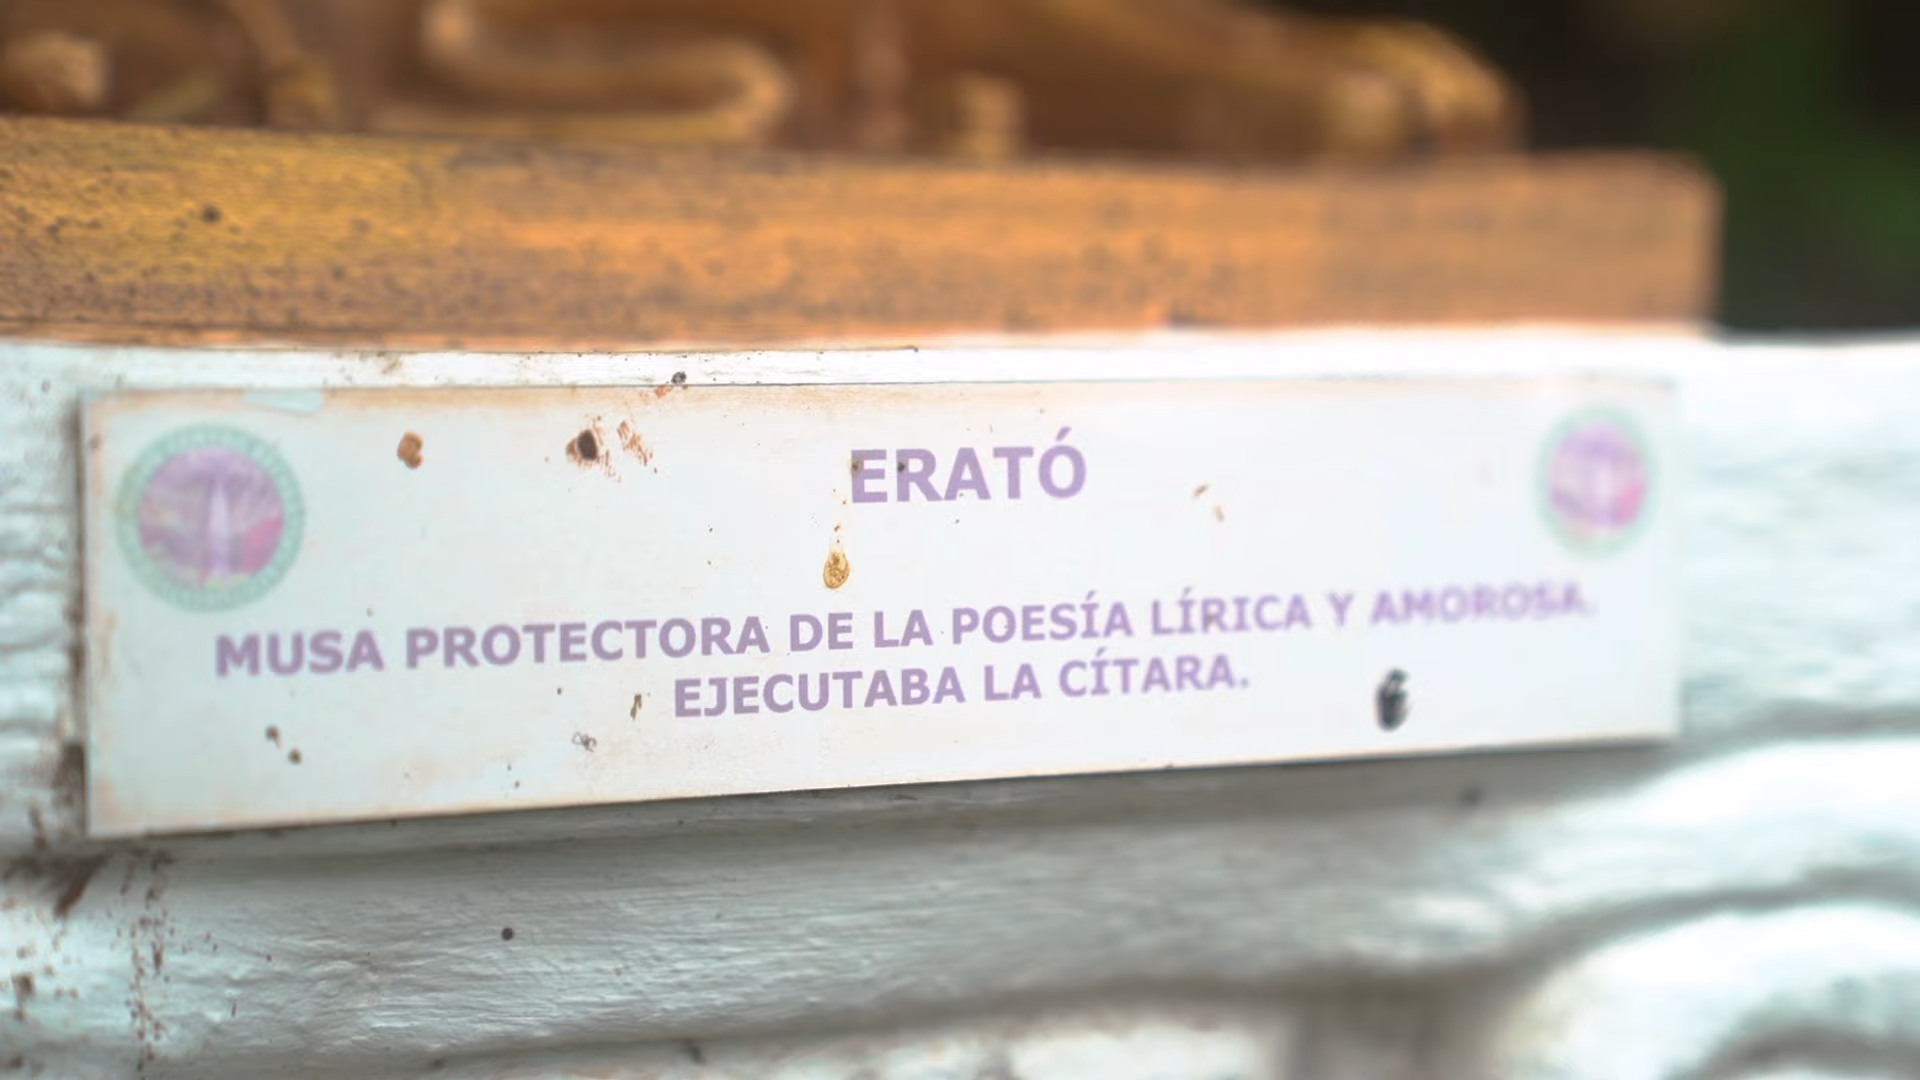 ERATÓ
MUSA PROTECTORA DE LA POESÍA LÍRICA Y AMOROSA.
EJECUTABA LA CÍTARA.